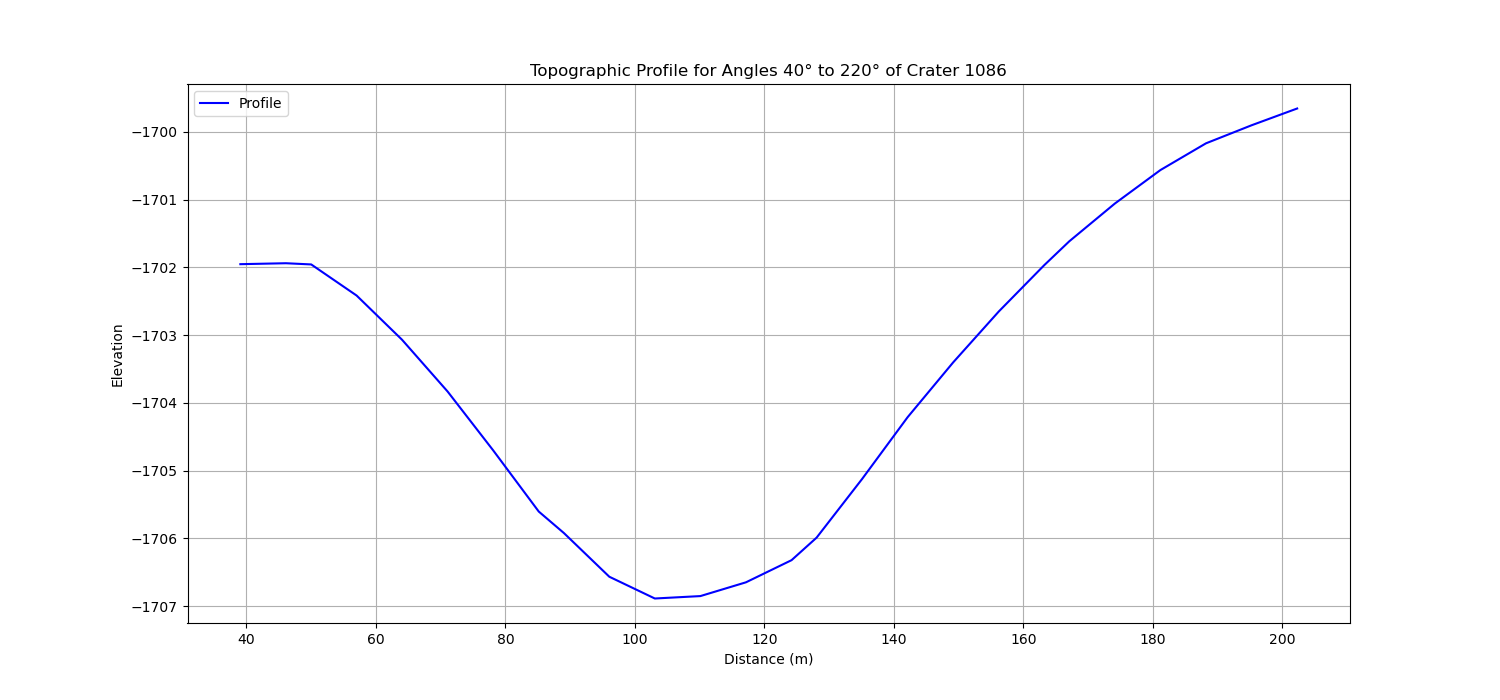 Topographic Profile for Angles 40° to 220° of Crater 1086
Profile
−1700
−1701
−1702
−1703
−1704
−1705
−1706
−1707
Elevation
40 60 80 100 120 140 160 180 200
Distance (m)